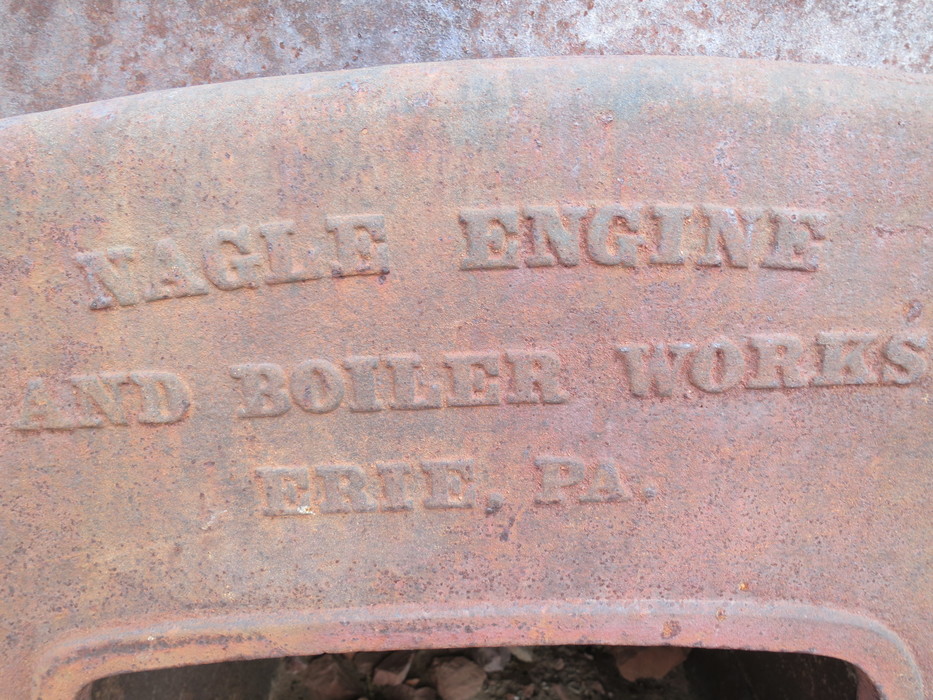 NAGLE ENGINE
AND BOILER WORKS
ERIE, PA.